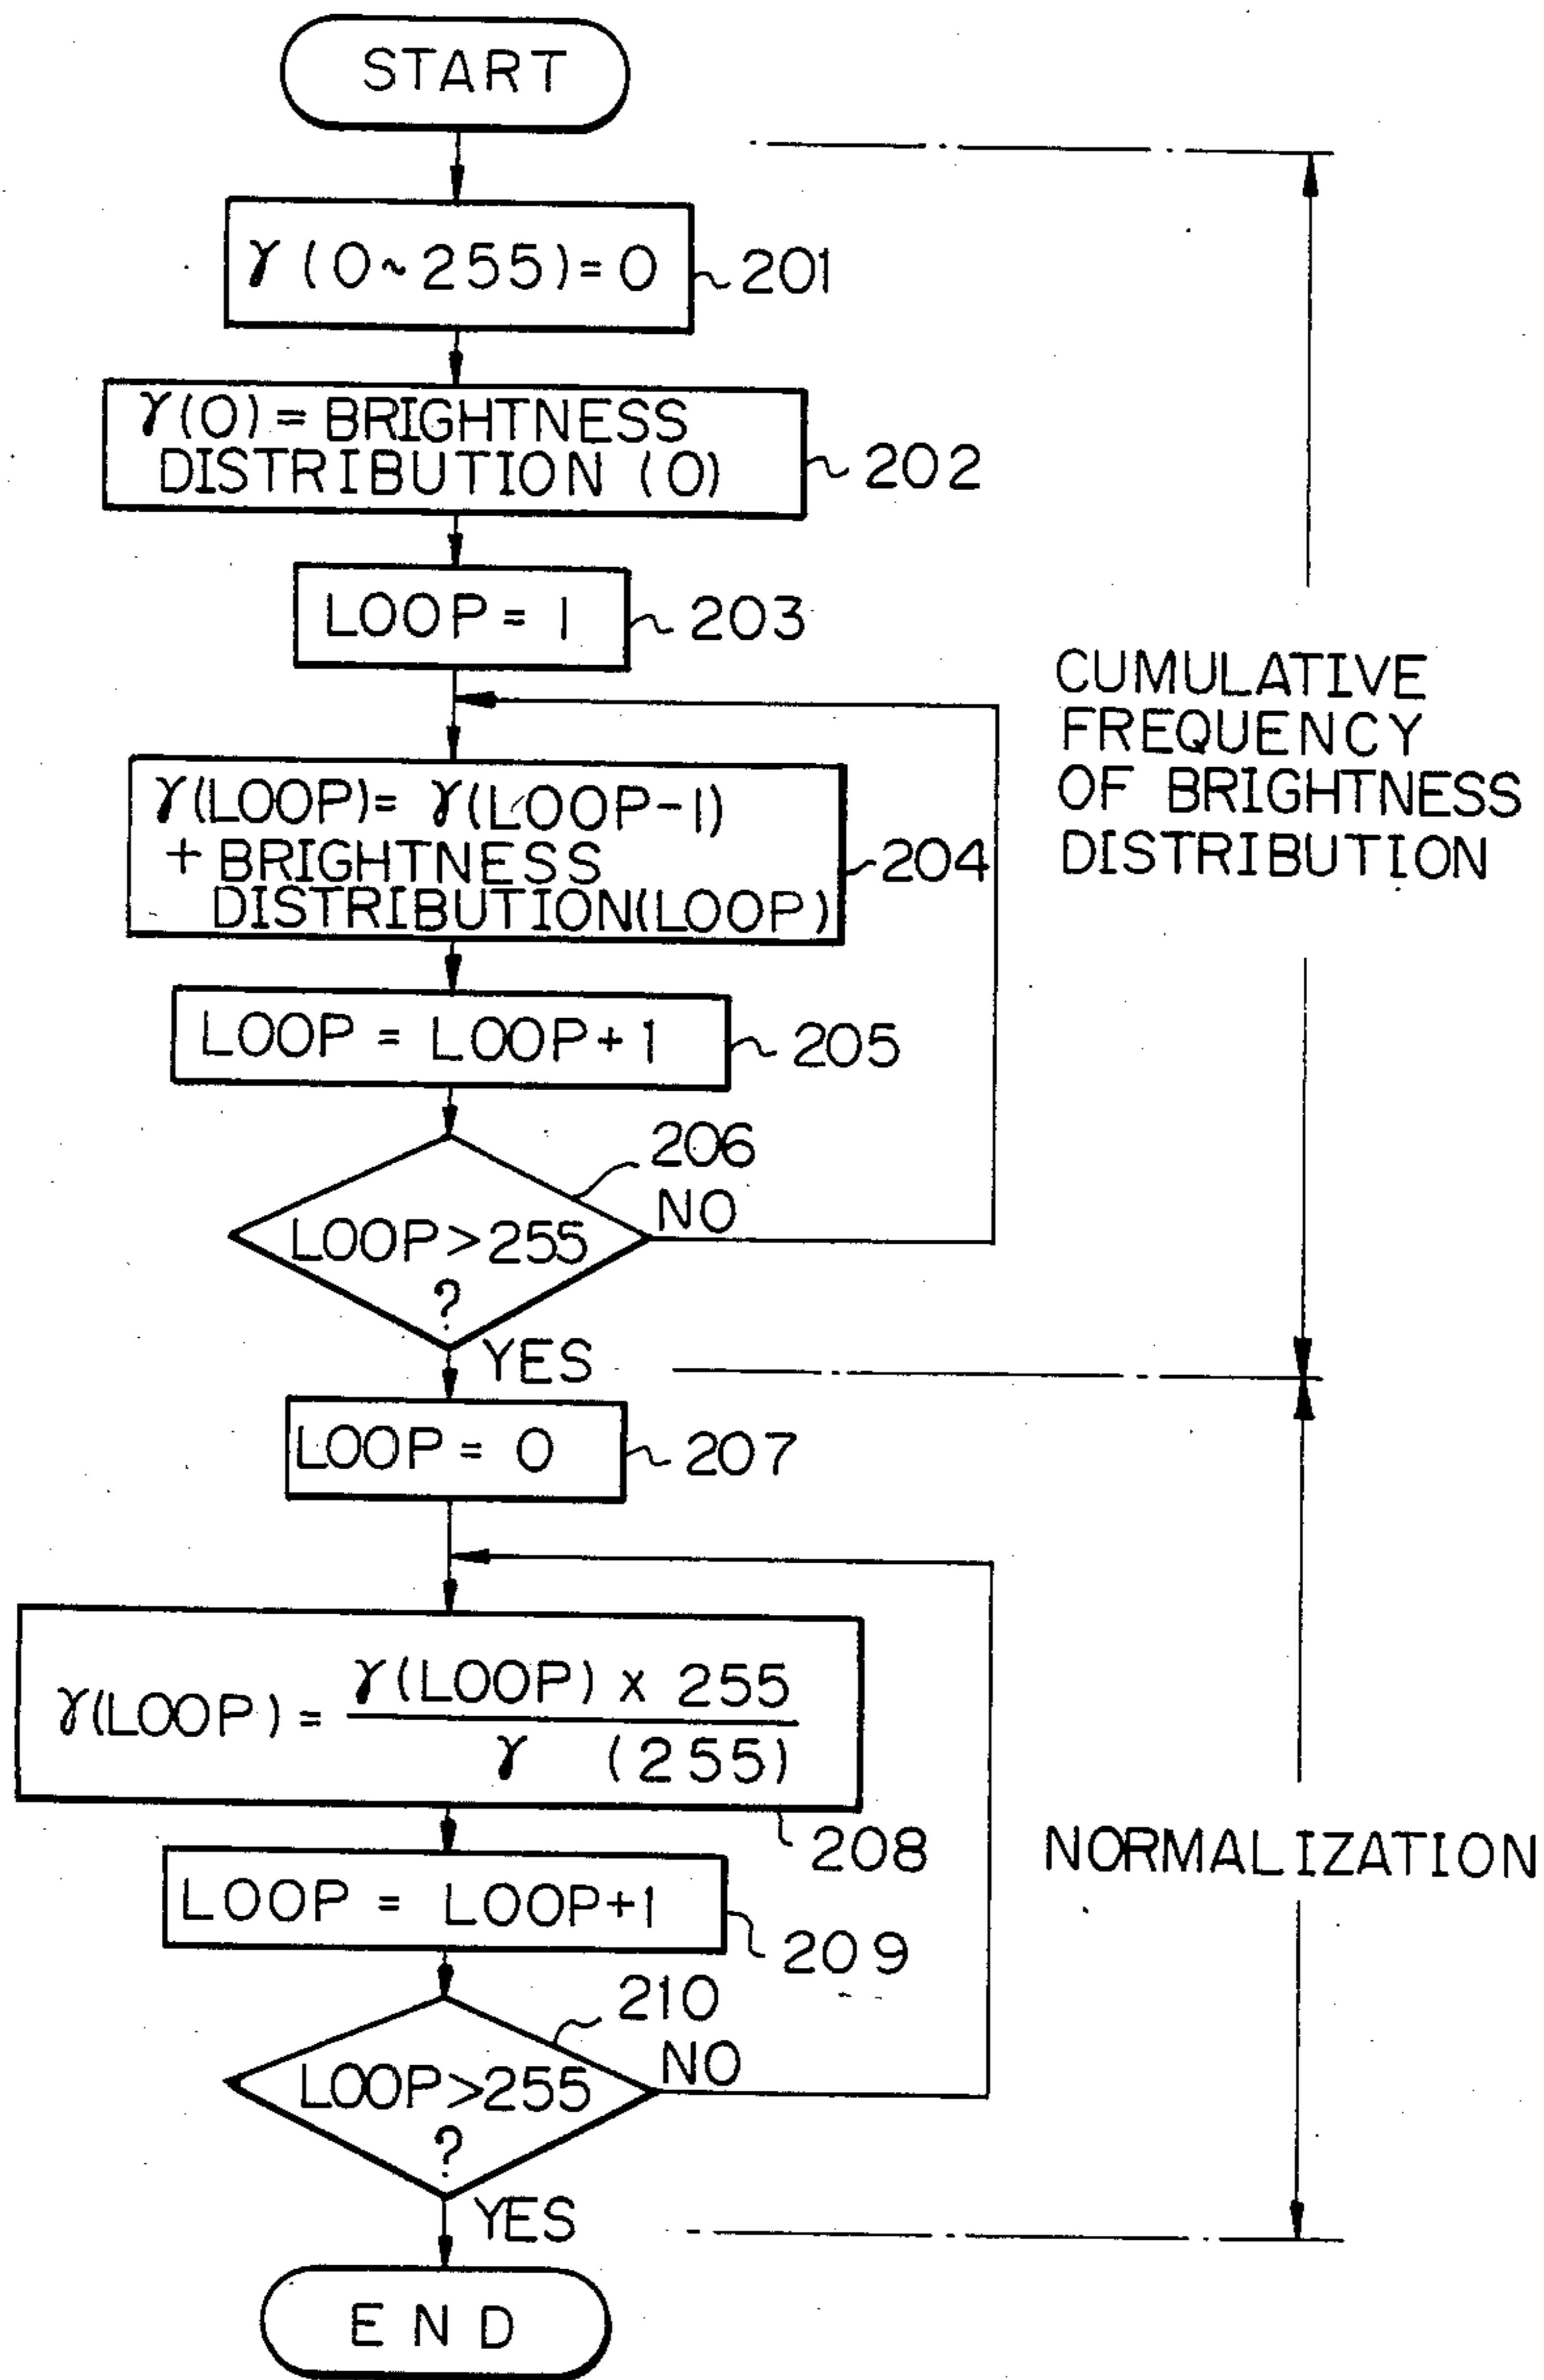 START
γ(0~255)=0
201
γ(0)=BRIGHTNESS
DISTRIBUTION (0)
202
LOOP = 1
203
γ(LOOP)= γ(LOOP-1)
+ BRIGHTNESS
DISTRIBUTION(LOOP)
204
LOOP = LOOP+1
205
206
LOOP>255
?
NO
YES
CUMULATIVE
FREQUENCY
OF BRIGHTNESS
DISTRIBUTION
LOOP = 0
207
γ(LOOP) = γ(LOOP) x 255
γ (255)
208
LOOP = LOOP+1
209
210
LOOP>255
?
NO
YES
NORMALIZATION
END